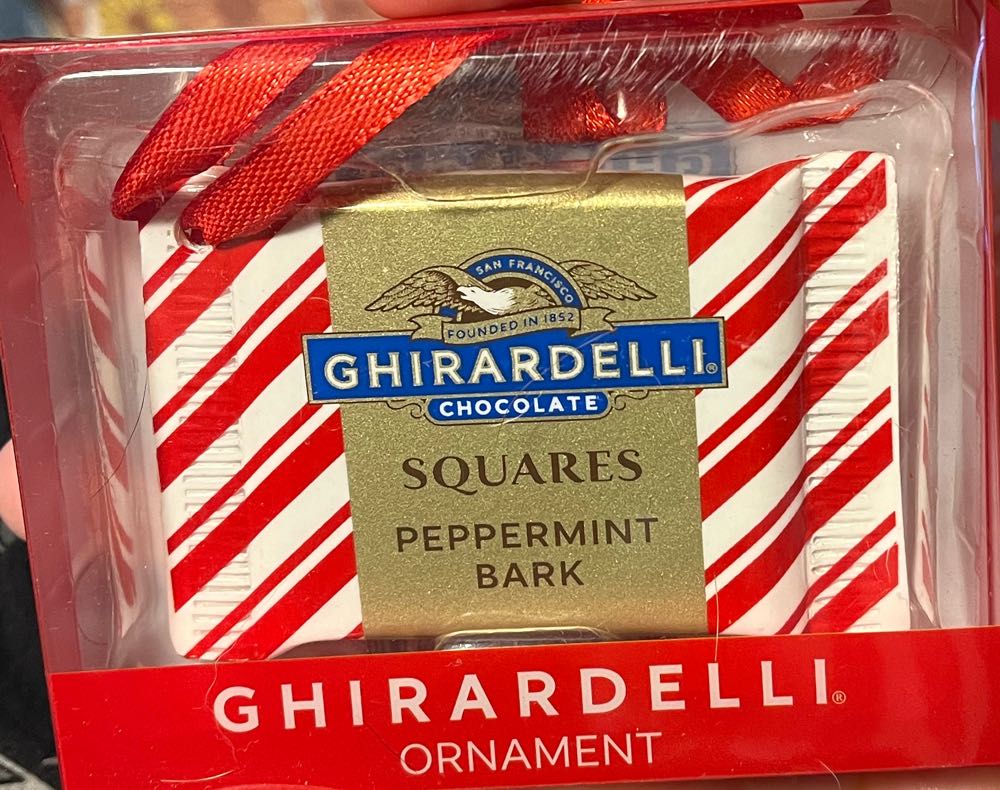 SAN FRANCISCO
FOUNDED IN 1852
GHIRARDELLI®
CHOCOLATE
SQUARES
PEPPERMINT
BARK
GHIRARDELLI®
ORNAMENT